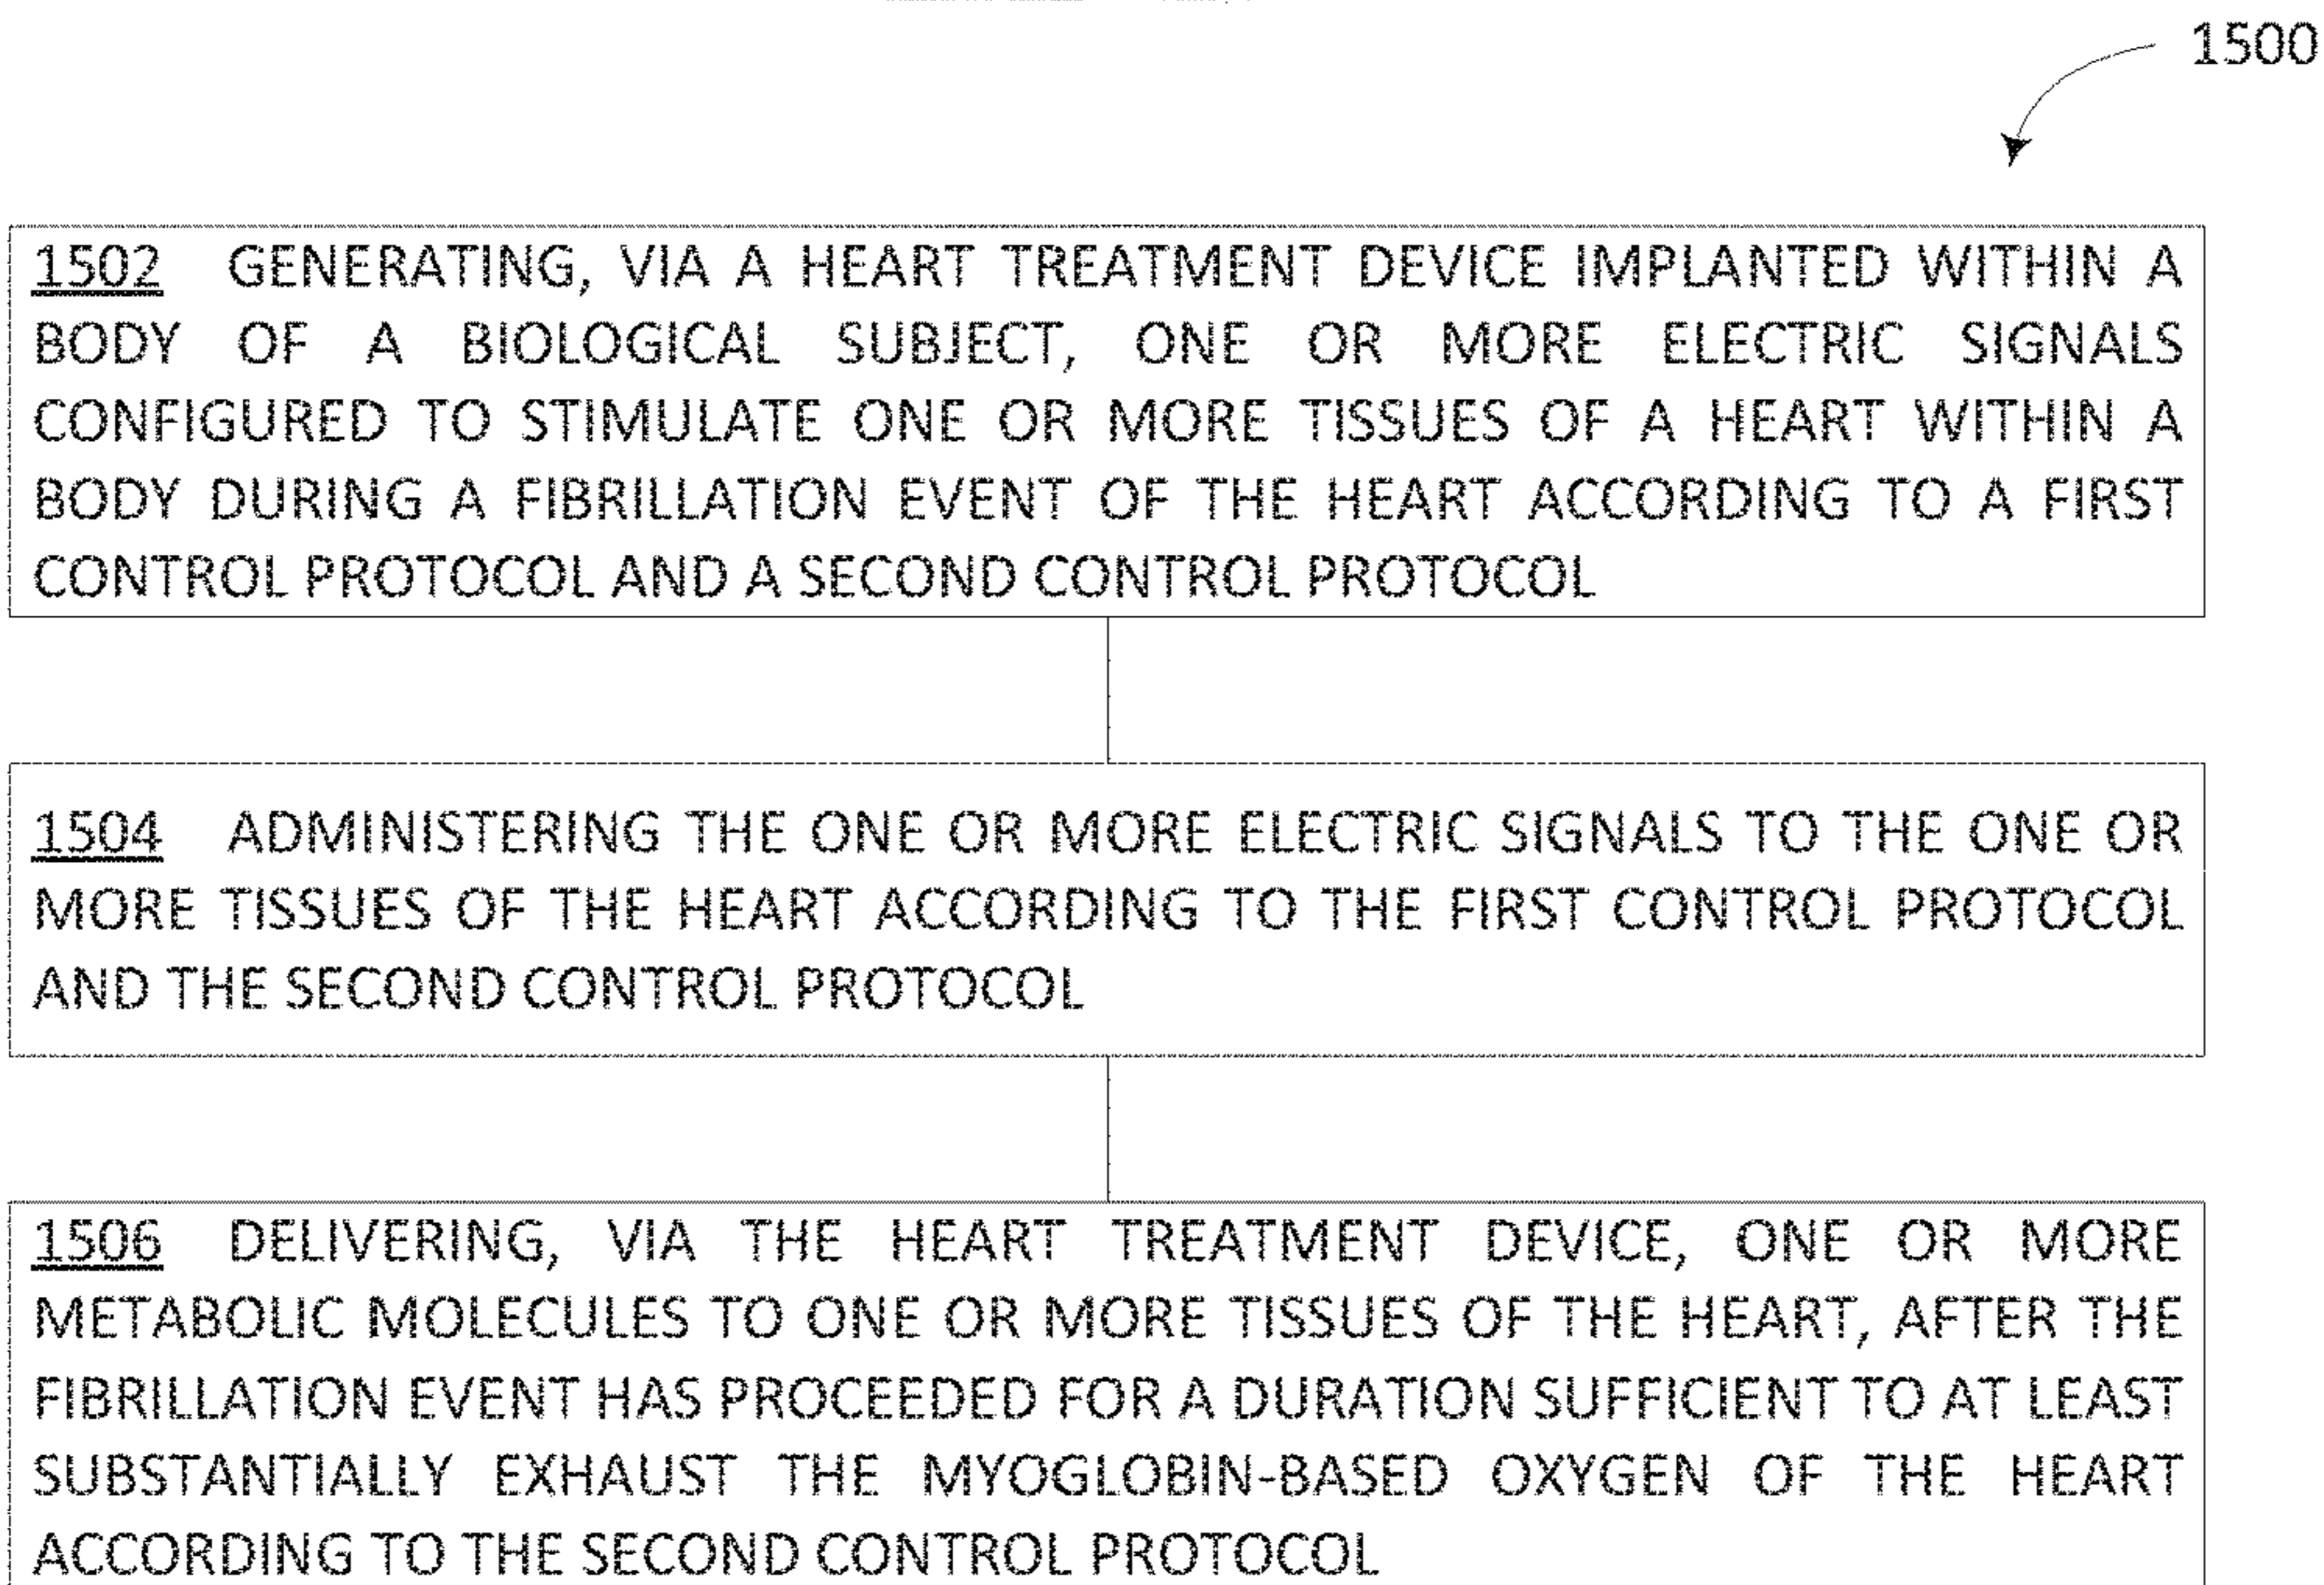 1500
1502 GENERATING, VIA A HEART TREATMENT DEVICE IMPLANTED WITHIN A
BODY OF A BIOLOGICAL SUBJECT, ONE OR MORE ELECTRIC SIGNALS
CONFIGURED TO STIMULATE ONE OR MORE TISSUES OF A HEART WITHIN A
BODY DURING A FIBRILLATION EVENT OF THE HEART ACCORDING TO A FIRST
CONTROL PROTOCOL AND A SECOND CONTROL PROTOCOL
1504 ADMINISTERING THE ONE OR MORE ELECTRIC SIGNALS TO THE ONE OR
MORE TISSUES OF THE HEART ACCORDING TO THE FIRST CONTROL PROTOCOL
AND THE SECOND CONTROL PROTOCOL
1506 DELIVERING, VIA THE HEART TREATMENT DEVICE, ONE OR MORE
METABOLIC MOLECULES TO ONE OR MORE TISSUES OF THE HEART, AFTER THE
FIBRILLATION EVENT HAS PROCEEDED FOR A DURATION SUFFICIENT TO AT LEAST
SUBSTANTIALLY EXHAUST THE MYOGLOBIN-BASED OXYGEN OF THE HEART
ACCORDING TO THE SECOND CONTROL PROTOCOL